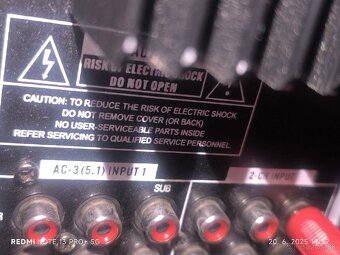 RISK OF ELECTRIC SHOCK
DO NOT OPEN
CAUTION: TO REDUCE THE RISK OF ELECTRIC SHOCK
DO NOT REMOVE COVER (OR BACK)
NO USER-SERVICEABLE PARTS INSIDE
REFER SERVICING TO QUALIFIED SERVICE PERSONNEL.
AC-3 (5.1) INPUT 1
2-CH INPUT
SUB
REDMI NOTE 13 PRO+ 5G
20. 6. 2025